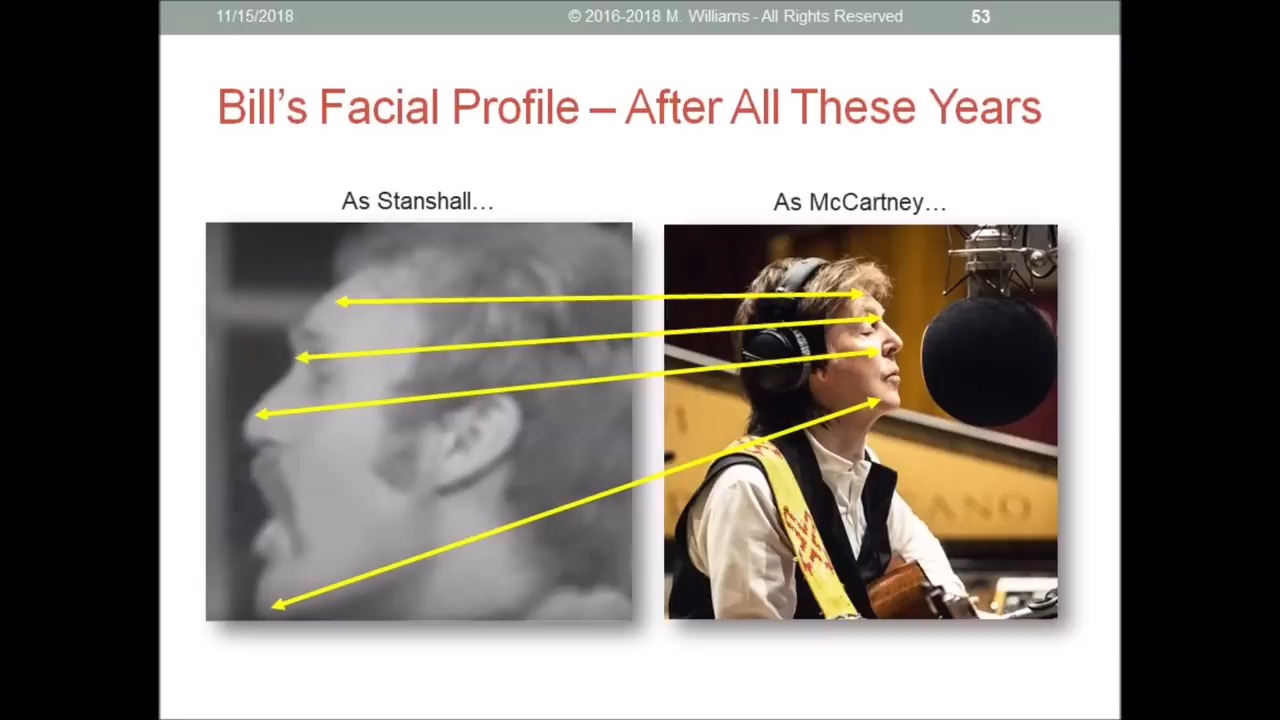 11/15/2018 © 2016-2018 M. Williams - All Rights Reserved 53
Bill's Facial Profile – After All These Years
As Stanshall…
As McCartney…
ANO